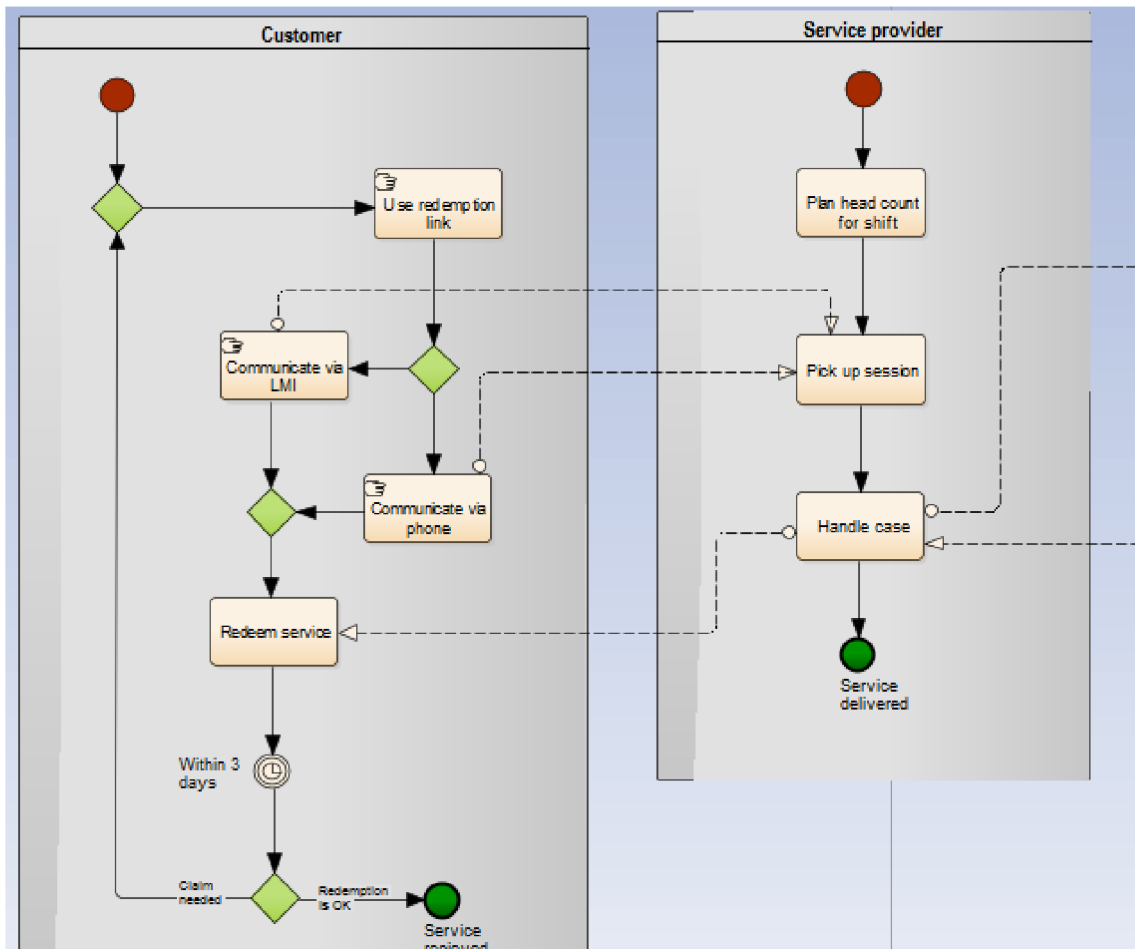 Customer
Service provider
Use redemption
link
Plan head count
for shift
Communicate via
LMI
Pick up session
Communicate via
phone
Handle case
Redeem service
Service
delivered
Within 3
days
Claim
needed
Redemption
is OK
Service